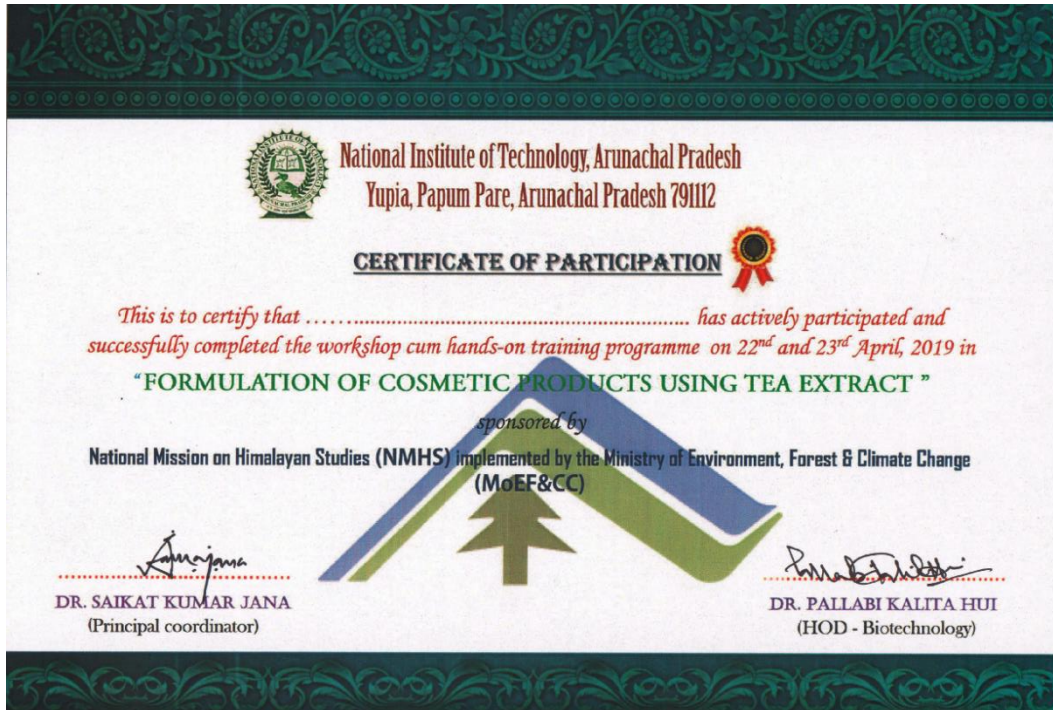 National Institute of Technology, Arunachal Pradesh
Yupia, Papum Pare, Arunachal Pradesh 791112
CERTIFICATE OF PARTICIPATION
This is to certify that ................................................................ has actively participated and
successfully completed the workshop cum hands-on training programme on 22nd and 23rd April, 2019 in
“FORMULATION OF COSMETIC PRODUCTS USING TEA EXTRACT ”
sponsored by
National Mission on Himalayan Studies (NMHS) implemented by the Ministry of Environment, Forest & Climate Change
(MoEF&CC)
DR. SAIKAT KUMAR JANA
(Principal coordinator)
DR. PALLABI KALITA HUI
(HOD - Biotechnology)